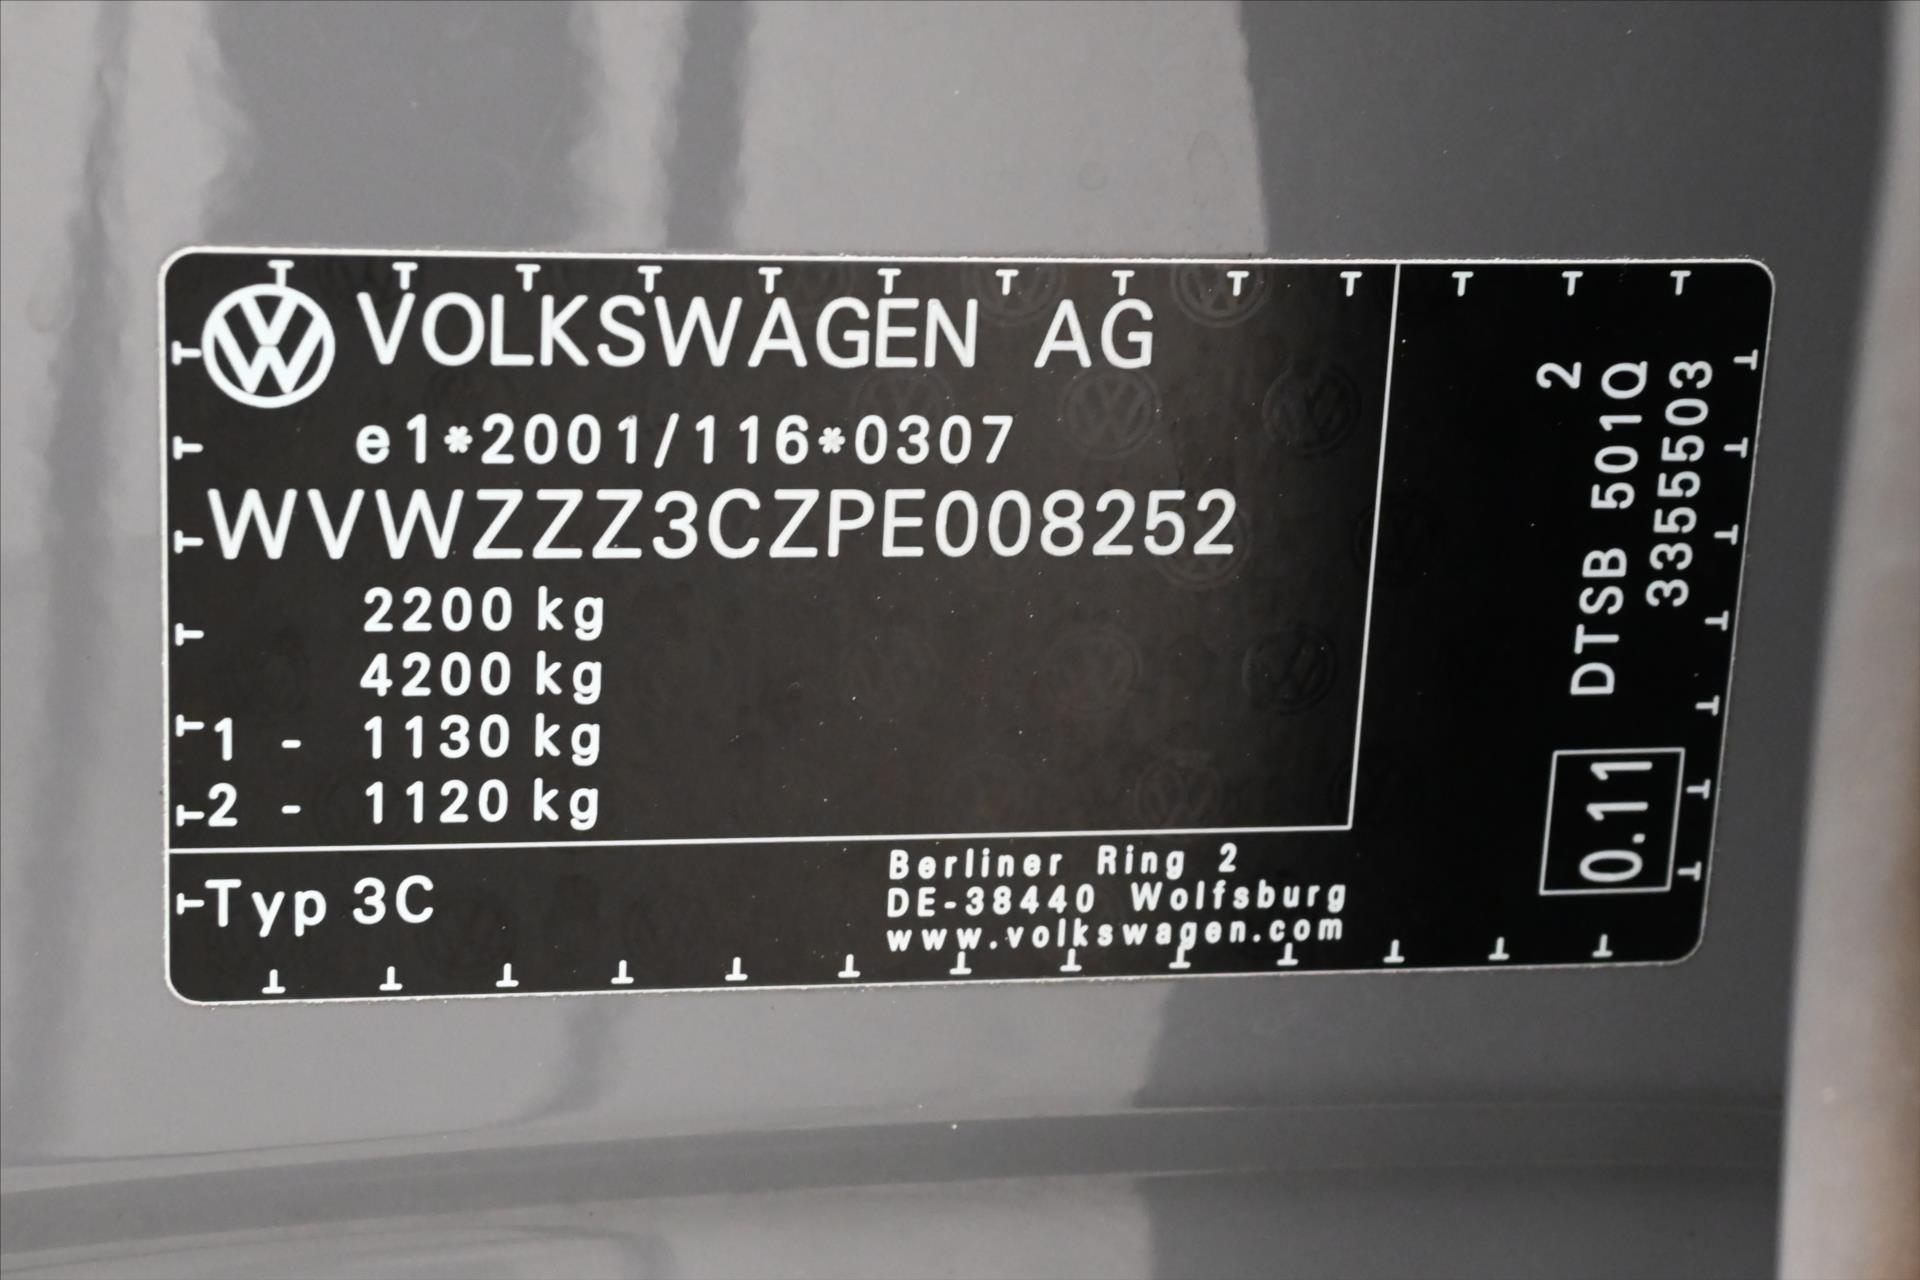 VOLKSWAGEN AG
e1*2001/116*0307
WVWZZZ3CZPE008252
2200 kg
4200 kg
1 - 1130 kg
2 - 1120 kg
Typ 3C
Berliner Ring 2
DE-38440 Wolfsburg
www.volkswagen.com
2
DTSB 501Q
3355503
0.11